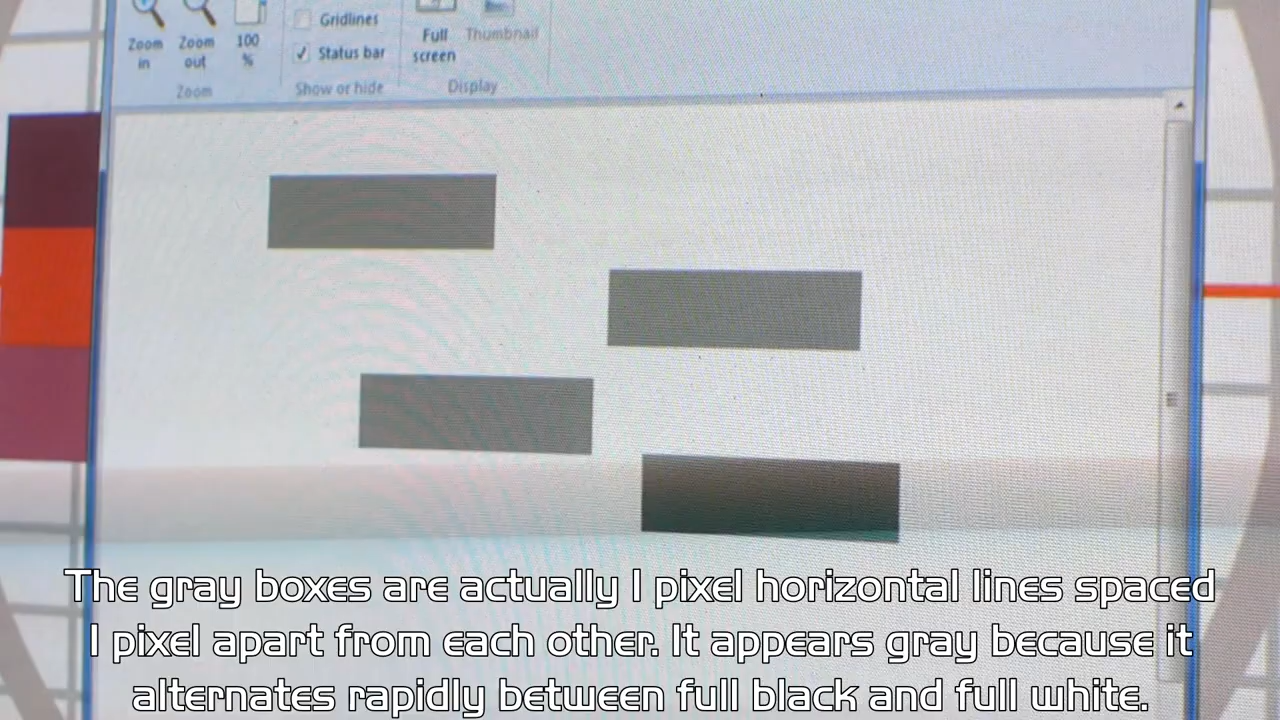 Zoom in
Zoom out
100 %
Gridlines
Status bar
Full screen
Thumbnail
Zoom
Show or hide
Display
The gray boxes are actually 1 pixel horizontal lines spaced
1 pixel apart from each other. It appears gray because it
alternates rapidly between full black and full white.